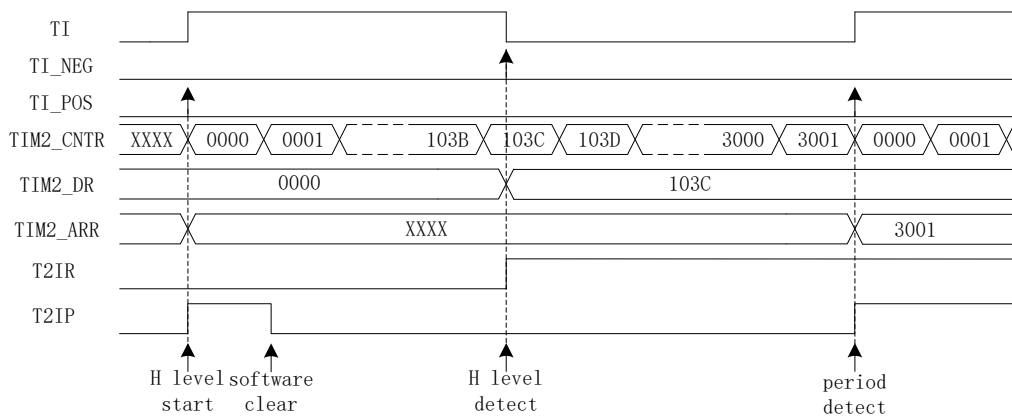 TI
TI_NEG
TI_POS
TIM2_CNTR XXXX 0000 0001 103B 103C 103D 3000 3001 0000 0001
TIM2_DR 0000 103C
TIM2_ARR XXXX 3001
T2IR
T2IP
H level start
software clear
H level detect
period detect